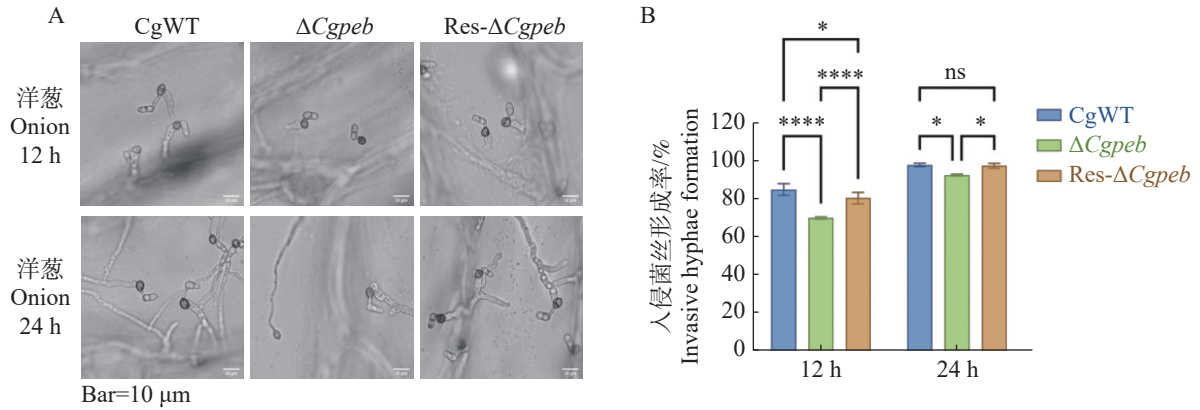 A
CgWT
ΔCgpeb
Res-ΔCgpeb
洋葱
Onion
12 h
洋葱
Onion
24 h
Bar=10 μm
B
*
****
****
ns
*
*
人侵菌丝形成率/%
Invasive hyphae formation
120
100
80
60
40
20
0
12 h
24 h
CgWT
ΔCgpeb
Res-ΔCgpeb